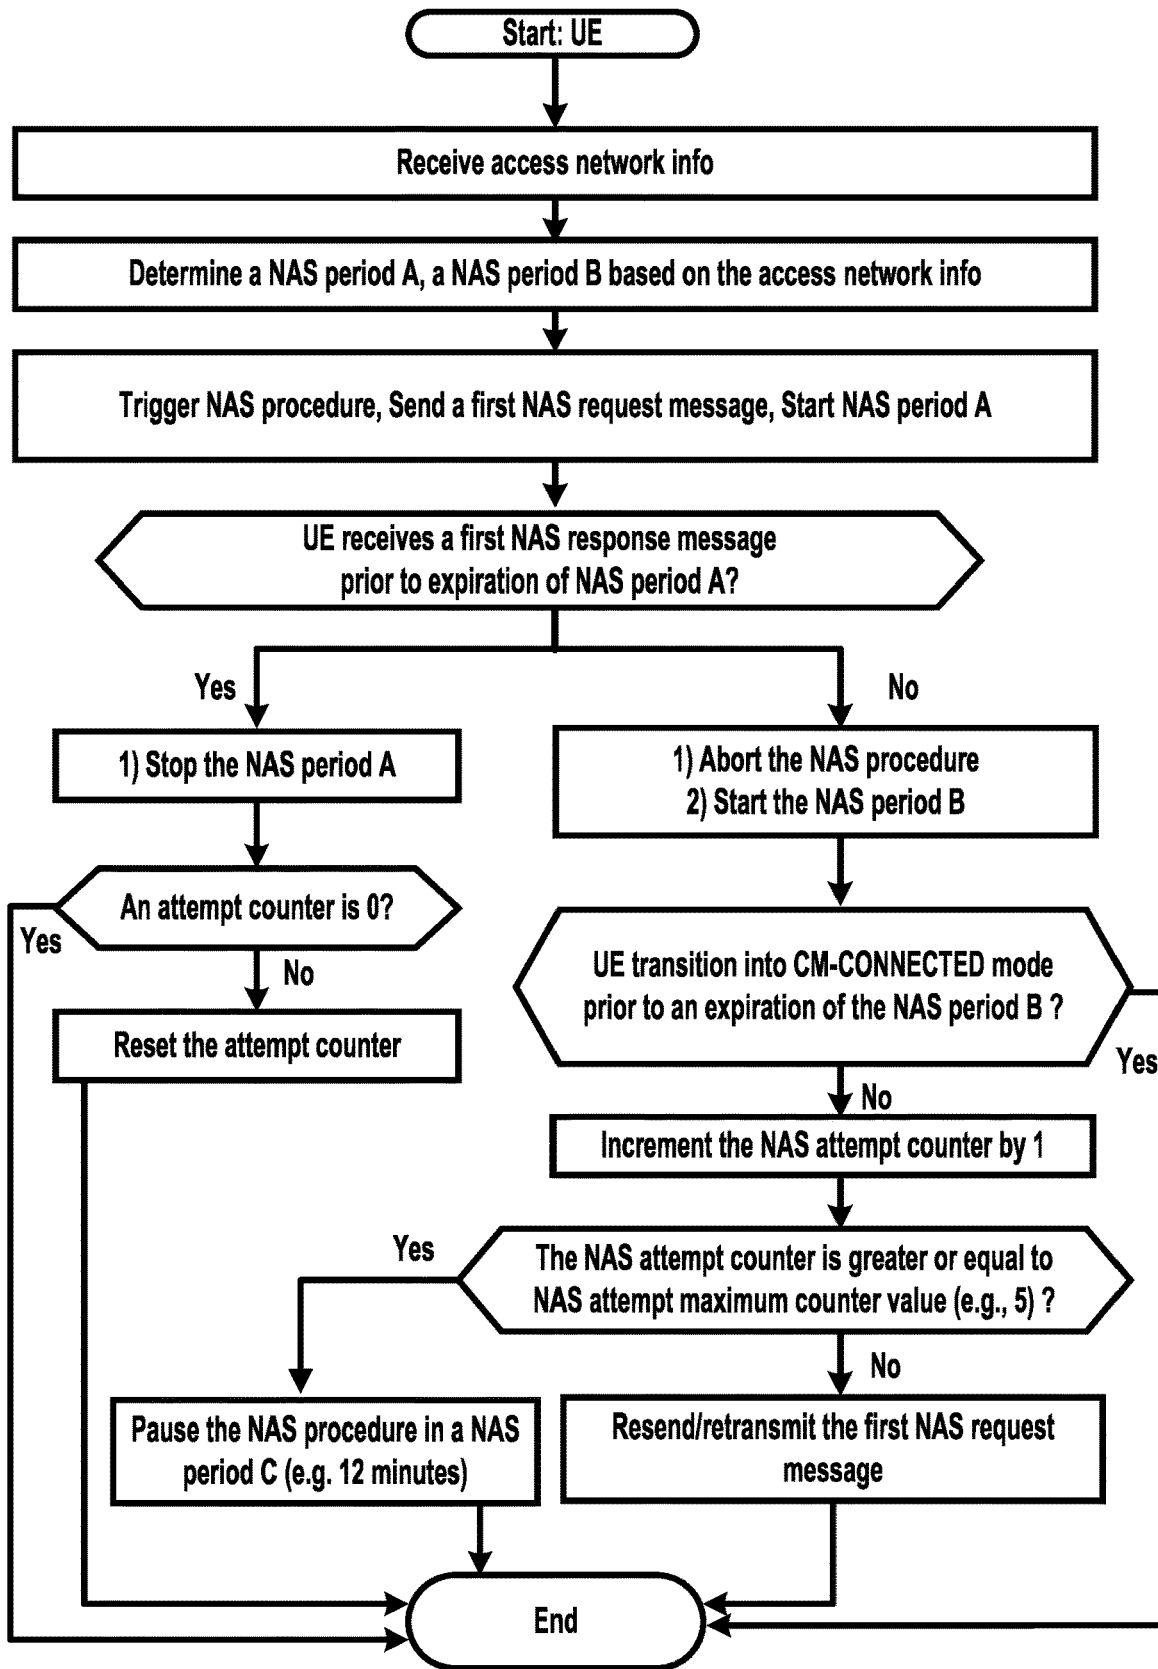 Start: UE
Receive access network info
Determine a NAS period A, a NAS period B based on the access network info
Trigger NAS procedure, Send a first NAS request message, Start NAS period A
UE receives a first NAS response message
prior to expiration of NAS period A?
Yes
No
1) Stop the NAS period A
1) Abort the NAS procedure
2) Start the NAS period B
An attempt counter is 0?
Yes
No
UE transition into CM-CONNECTED mode
prior to an expiration of the NAS period B ?
Reset the attempt counter
Yes
No
Increment the NAS attempt counter by 1
Yes
The NAS attempt counter is greater or equal to
NAS attempt maximum counter value (e.g., 5) ?
No
Pause the NAS procedure in a NAS
period C (e.g. 12 minutes)
Resend/retransmit the first NAS request
message
End